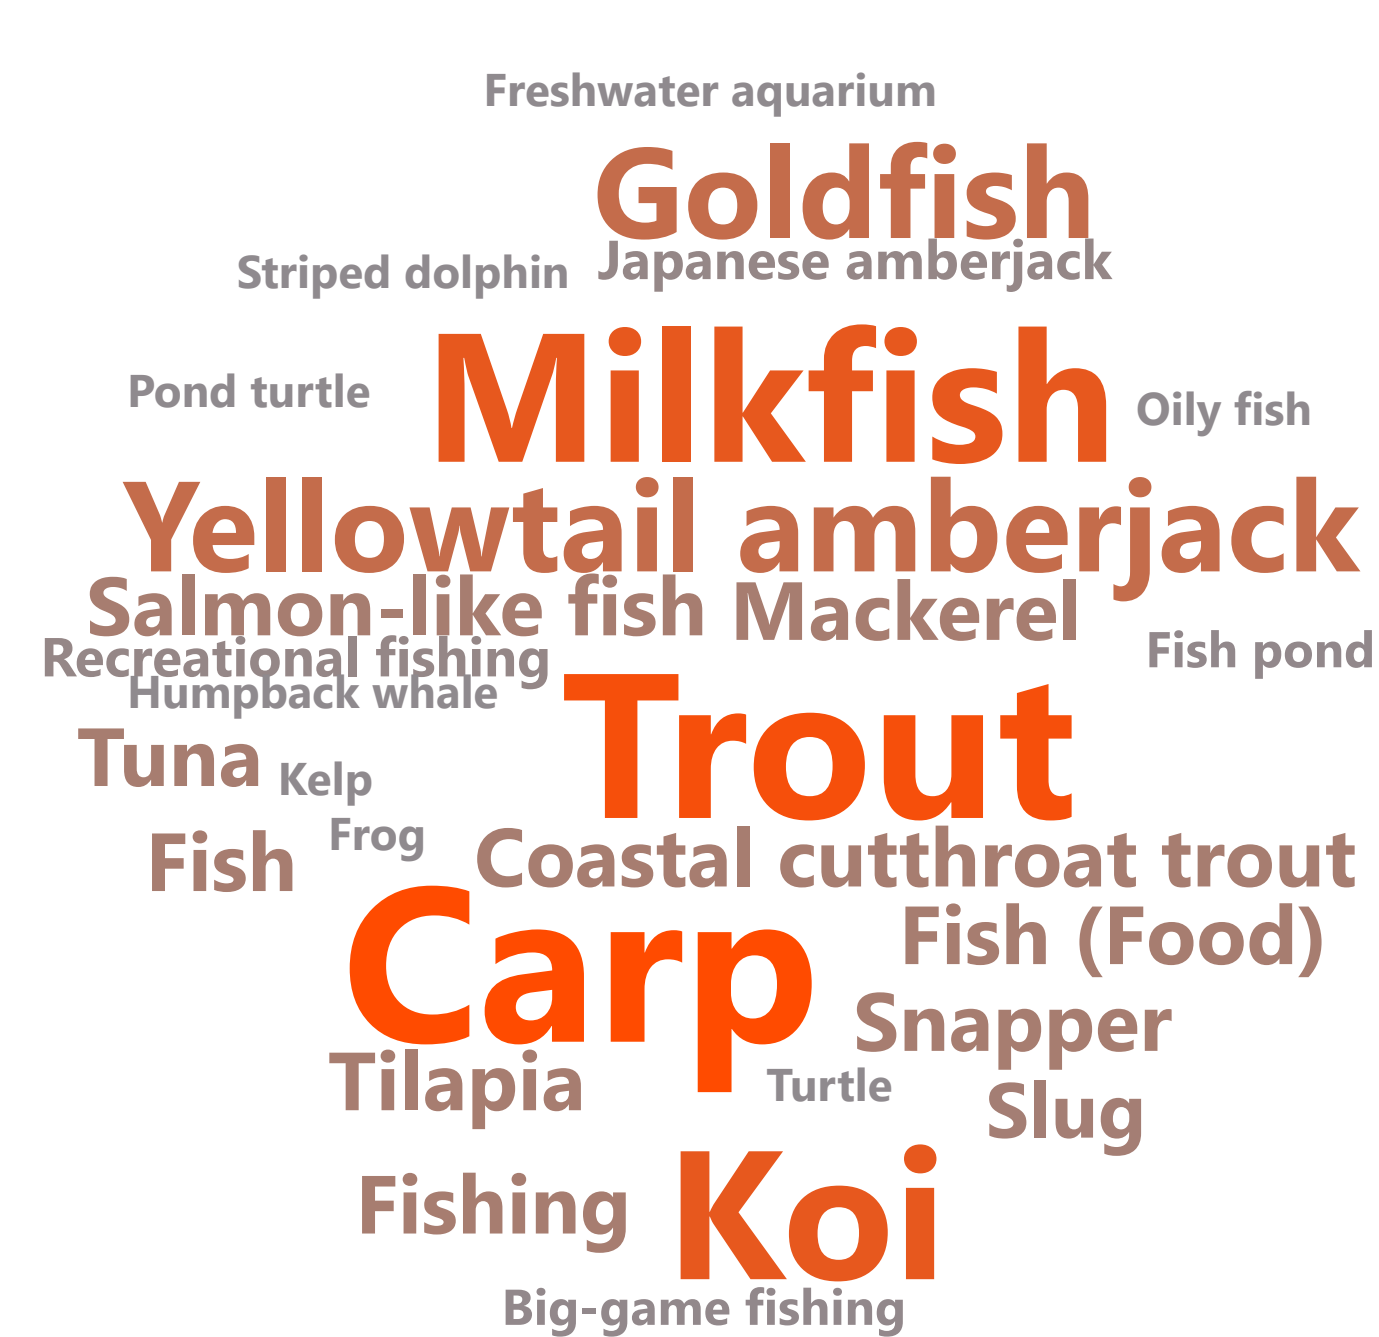 Freshwater aquarium
Goldfish
Japanese amberjack
Striped dolphin
Milkfish
Pond turtle
Oily fish
Yellowtail amberjack
Salmon-like fish
Mackerel
Recreational fishing
Fish pond
Humpback whale
Trout
Tuna
Kelp
Frog
Fish
Coastal cutthroat trout
Carp
Fish (Food)
Snapper
Tilapia
Turtle
Slug
Fishing
Koi
Big-game fishing